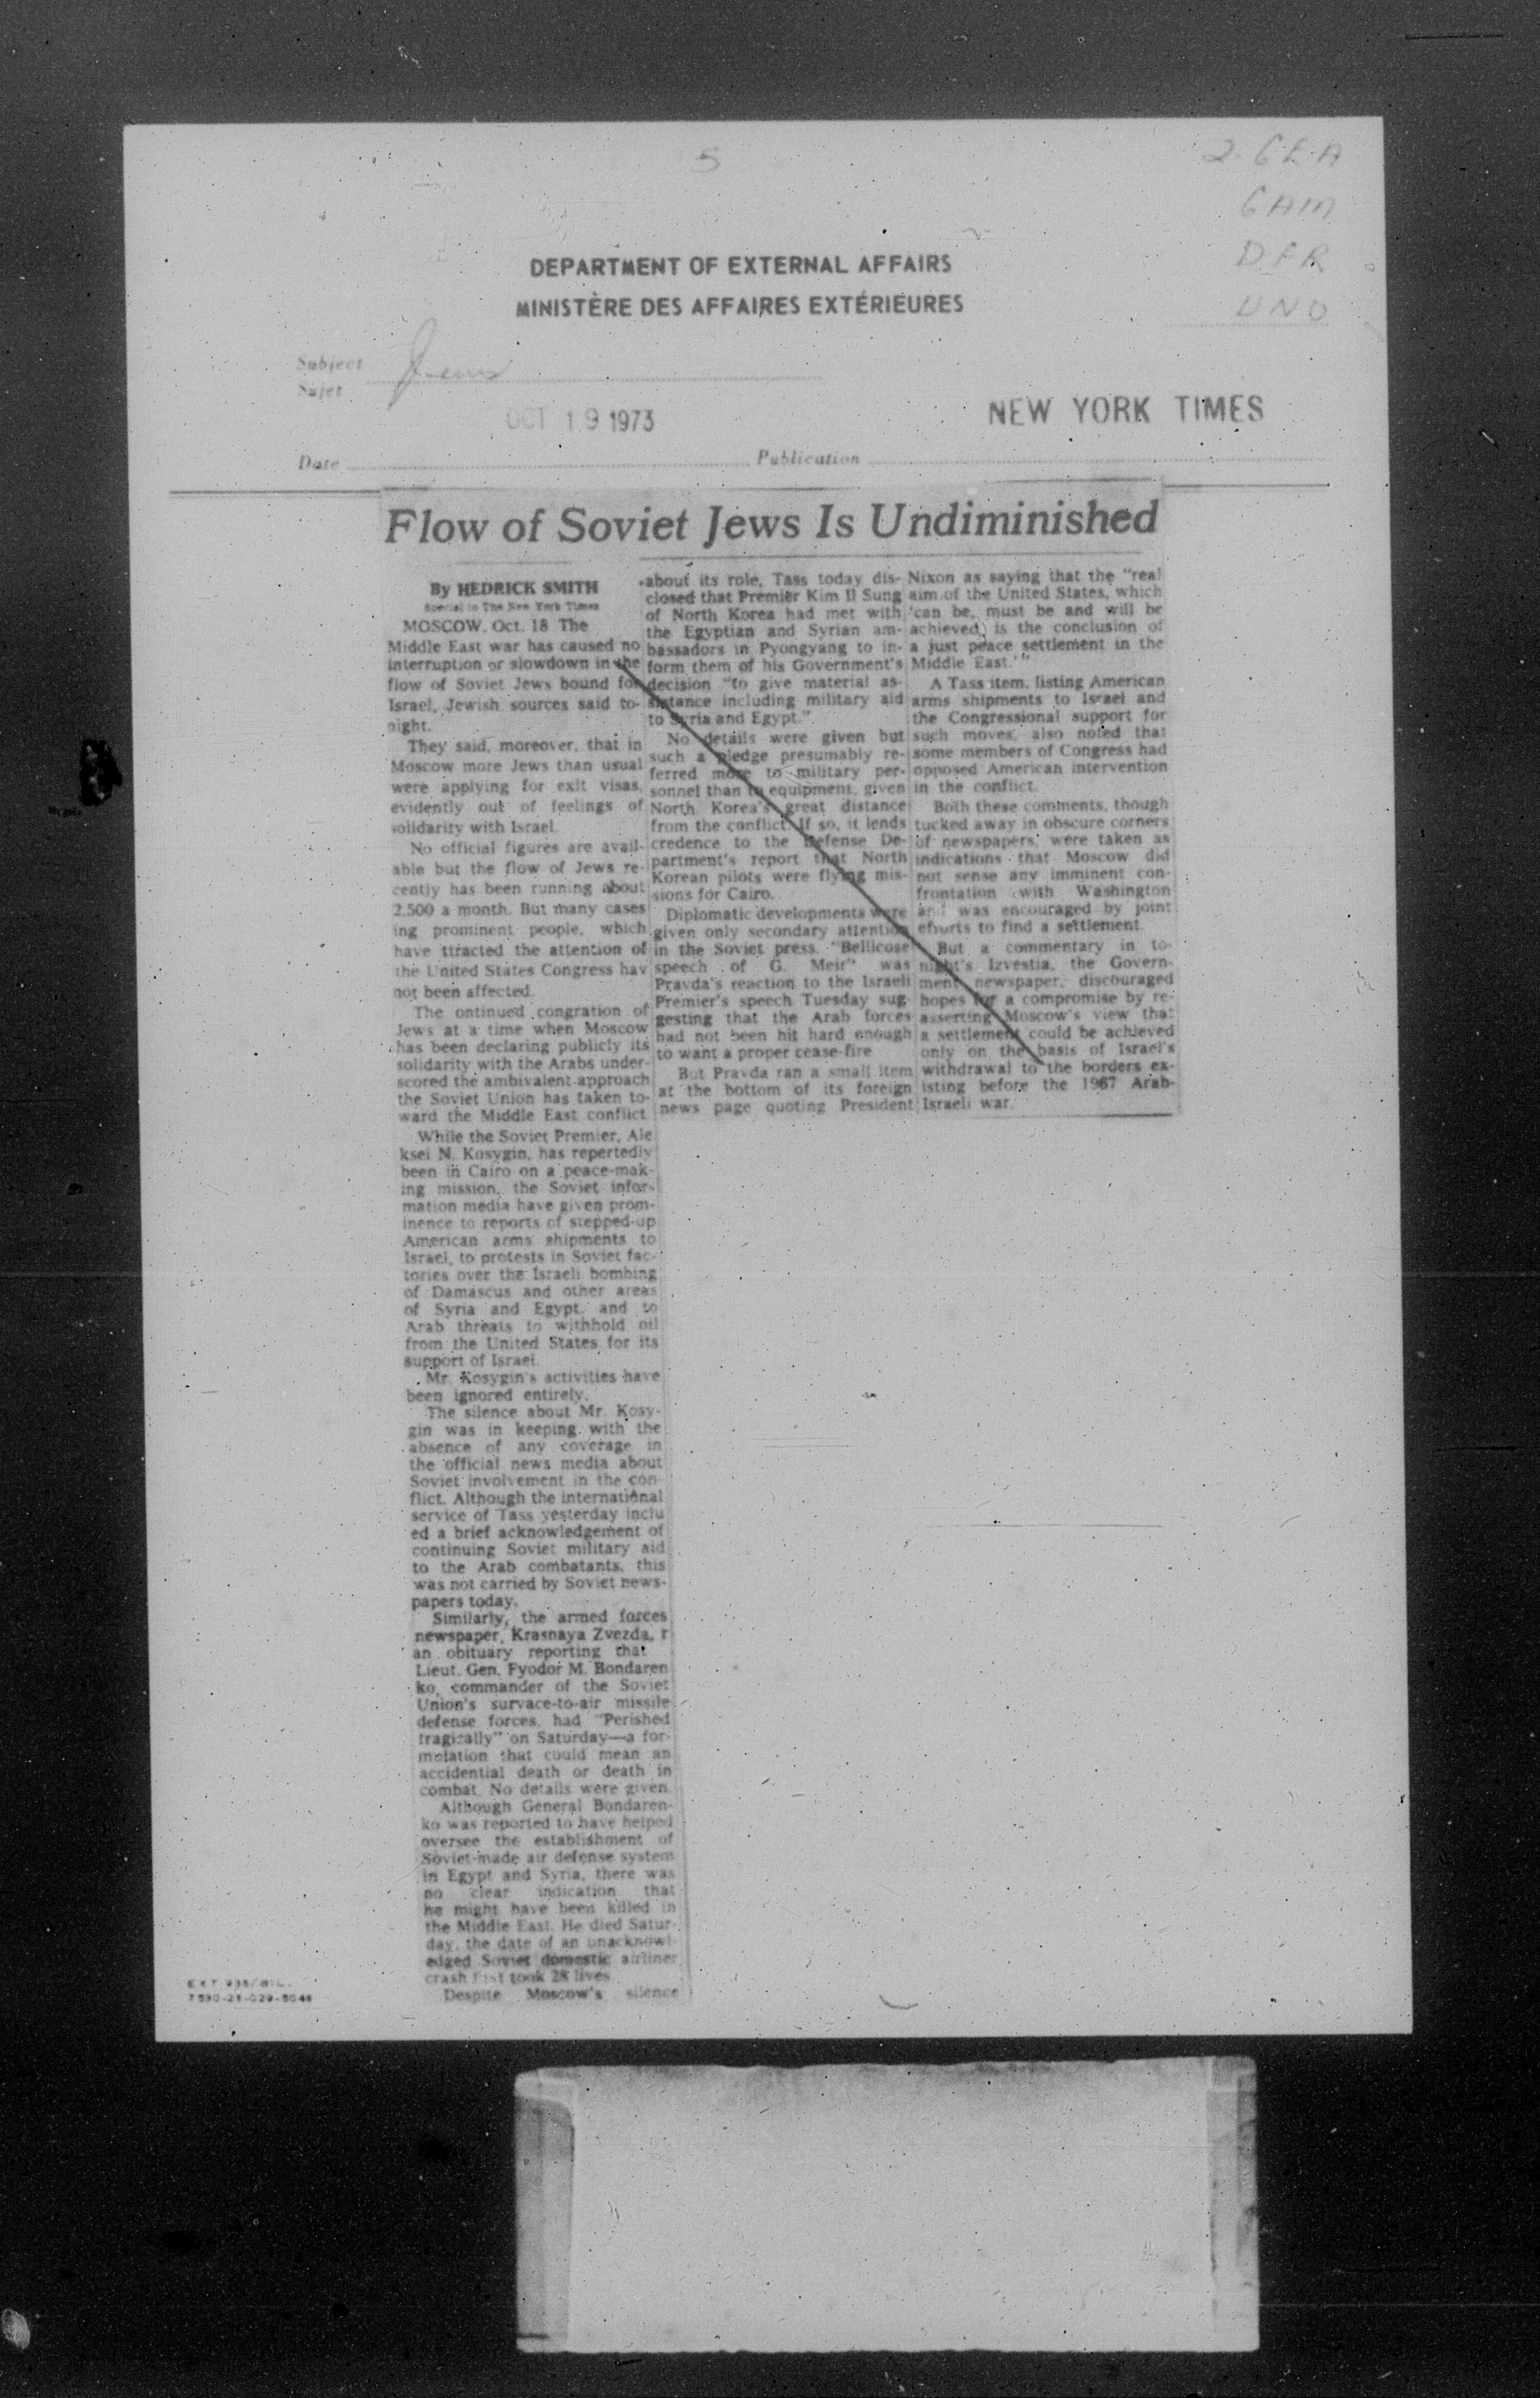 5
2. GEA
GAM
DFR
UNO
DEPARTMENT OF EXTERNAL AFFAIRS
MINISTÈRE DES AFFAIRES EXTÉRIEURES
Subject
Sujet
Jews
OCT 19 1973
NEW YORK TIMES
Date
Publication
Flow of Soviet Jews Is Undiminished
By HEDRICK SMITH
Special to The New York Times
MOSCOW, Oct. 18 The
Middle East war has caused no
interruption or slowdown in the
flow of Soviet Jews bound for
Israel, Jewish sources said to-
night.
They said, moreover, that in
Moscow more Jews than usual
were applying for exit visas,
evidently out of feelings of
solidarity with Israel.
No official figures are avail-
able but the flow of Jews re-
cently has been running about
2,500 a month. But many cases
ing prominent people, which
have ttracted the attention of
the United States Congress hav
not been affected.
The ontinued congration of
Jews at a time when Moscow
has been declaring publicly its
solidarity with the Arabs under-
scored the ambivalent approach
the Soviet Union has taken to-
ward the Middle East conflict
While the Soviet Premier, Ale
ksei N. Kosygin, has repertedly
been in Cairo on a peace-mak-
ing mission, the Soviet infor-
mation media have given prom-
inence to reports of stepped-up
American arms shipments to
Israel, to protests in Soviet fac-
tories over the Israeli bombing
of Damascus and other areas
of Syria and Egypt, and to
Arab threats to withhold oil
from the United States for its
support of Israel.
Mr. Kosygin's activities have
been ignored entirely.
The silence about Mr. Kosy-
gin was in keeping with the
absence of any coverage in
the official news media about
Soviet involvement in the con-
flict. Although the international
service of Tass yesterday inclu
ed a brief acknowledgement of
continuing Soviet military aid
to the Arab combatants, this
was not carried by Soviet news-
papers today.
Similarly, the armed forces
newspaper, Krasnaya Zvezda, r
an obituary reporting that
Lieut. Gen. Fyodor M. Bondaren
ko, commander of the Soviet
Union's survace-to-air missile
defense forces, had "Perished
tragically" on Saturday—a for-
mulation that could mean an
accidential death or death in
combat. No details were given.
Although General Bondaren-
ko was reported to have helped
oversee the establishment of
Soviet-made air defense system
in Egypt and Syria, there was
no clear indication that
he might have been killed in
the Middle East. He died Satur-
day, the date of an unacknowl-
edged Soviet domestic airliner
crash that took 28 lives.
Despite Moscow's silence
about its role, Tass today dis-
closed that Premier Kim Il Sung
of North Korea had met with
the Egyptian and Syrian am-
bassadors in Pyongyang to in-
form them of his Government's
decision "to give material as-
sistance including military aid
to Syria and Egypt."
No details were given but
such a pledge presumably re-
ferred more to military per-
sonnel than to equipment, given
North Korea's great distance
from the conflict. If so, it lends
credence to the Defense De-
partment's report that North
Korean pilots were flying mis-
sions for Cairo.
Diplomatic developments were
given only secondary attention
in the Soviet press. "Bellicose
speech of G. Meir" was
Pravda's reaction to the Israeli
Premier's speech Tuesday sug-
gesting that the Arab forces
had not been hit hard enough
to want a proper cease-fire
But Pravda ran a small item
at the bottom of its foreign
news page quoting President
Nixon as saying that the "real
aim of the United States, which
'can be, must be and will be
achieved, is the conclusion of
a just peace settlement in the
Middle East.'"
A Tass item, listing American
arms shipments to Israel and
the Congressional support for
such moves, also noted that
some members of Congress had
opposed American intervention
in the conflict.
Both these comments, though
tucked away in obscure corners
of newspapers, were taken as
indications that Moscow did
not sense any imminent con-
frontation with Washington
and was encouraged by joint
efforts to find a settlement.
But a commentary in to-
night's Izvestia, the Govern-
ment newspaper, discouraged
hopes for a compromise by re-
asserting Moscow's view that
a settlement could be achieved
only on the basis of Israel's
withdrawal to the borders ex-
isting before the 1967 Arab-
Israeli war.
7530-21-029-5046